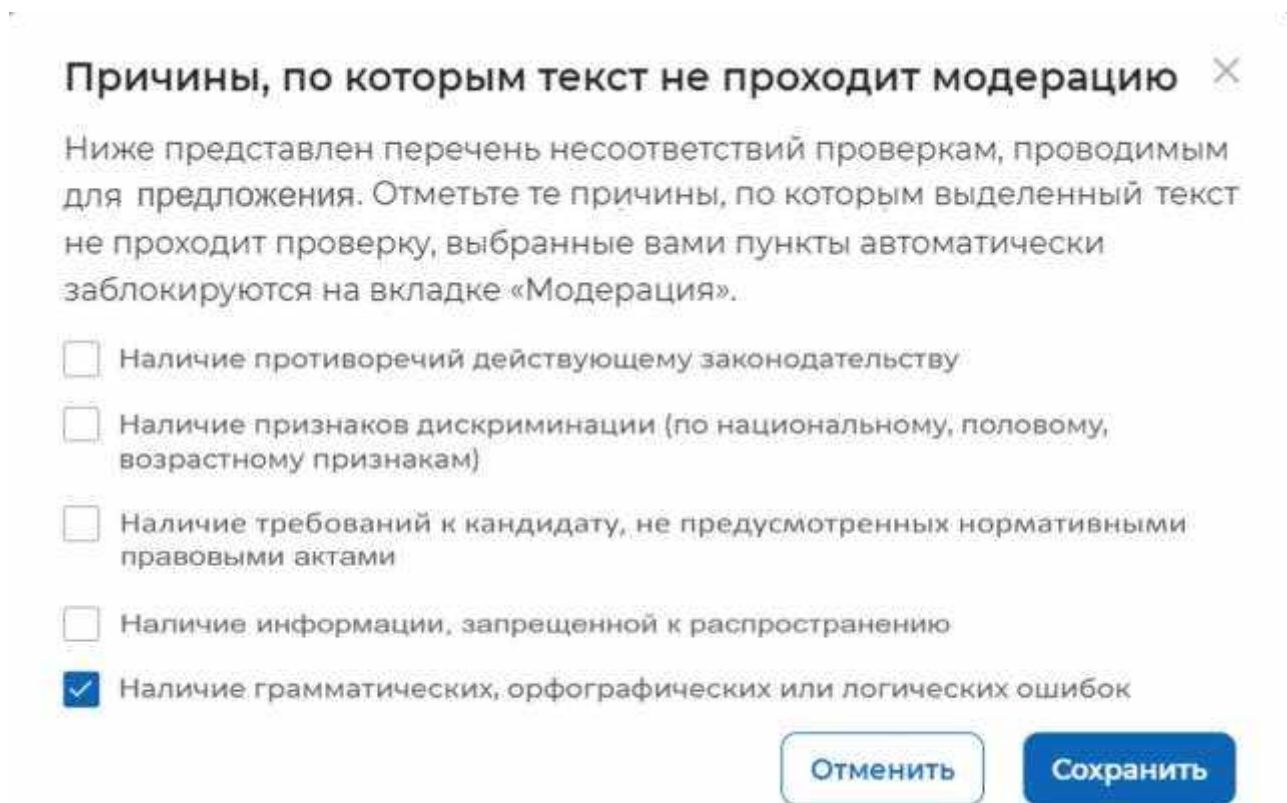 Причины, по которым текст не проходит модерацию
Ниже представлен перечень несоответствий проверкам, проводимым
для предложения. Отметьте те причины, по которым выделенный текст
не проходит проверку, выбранные вами пункты автоматически
заблокируются на вкладке «Модерация».
Наличие противоречий действующему законодательству
Наличие признаков дискриминации (по национальному, половому,
возрастному признакам)
Наличие требований к кандидату, не предусмотренных нормативными
правовыми актами
Наличие информации, запрещенной к распространению
Наличие грамматических, орфографических или логических ошибок
Отменить
Сохранить